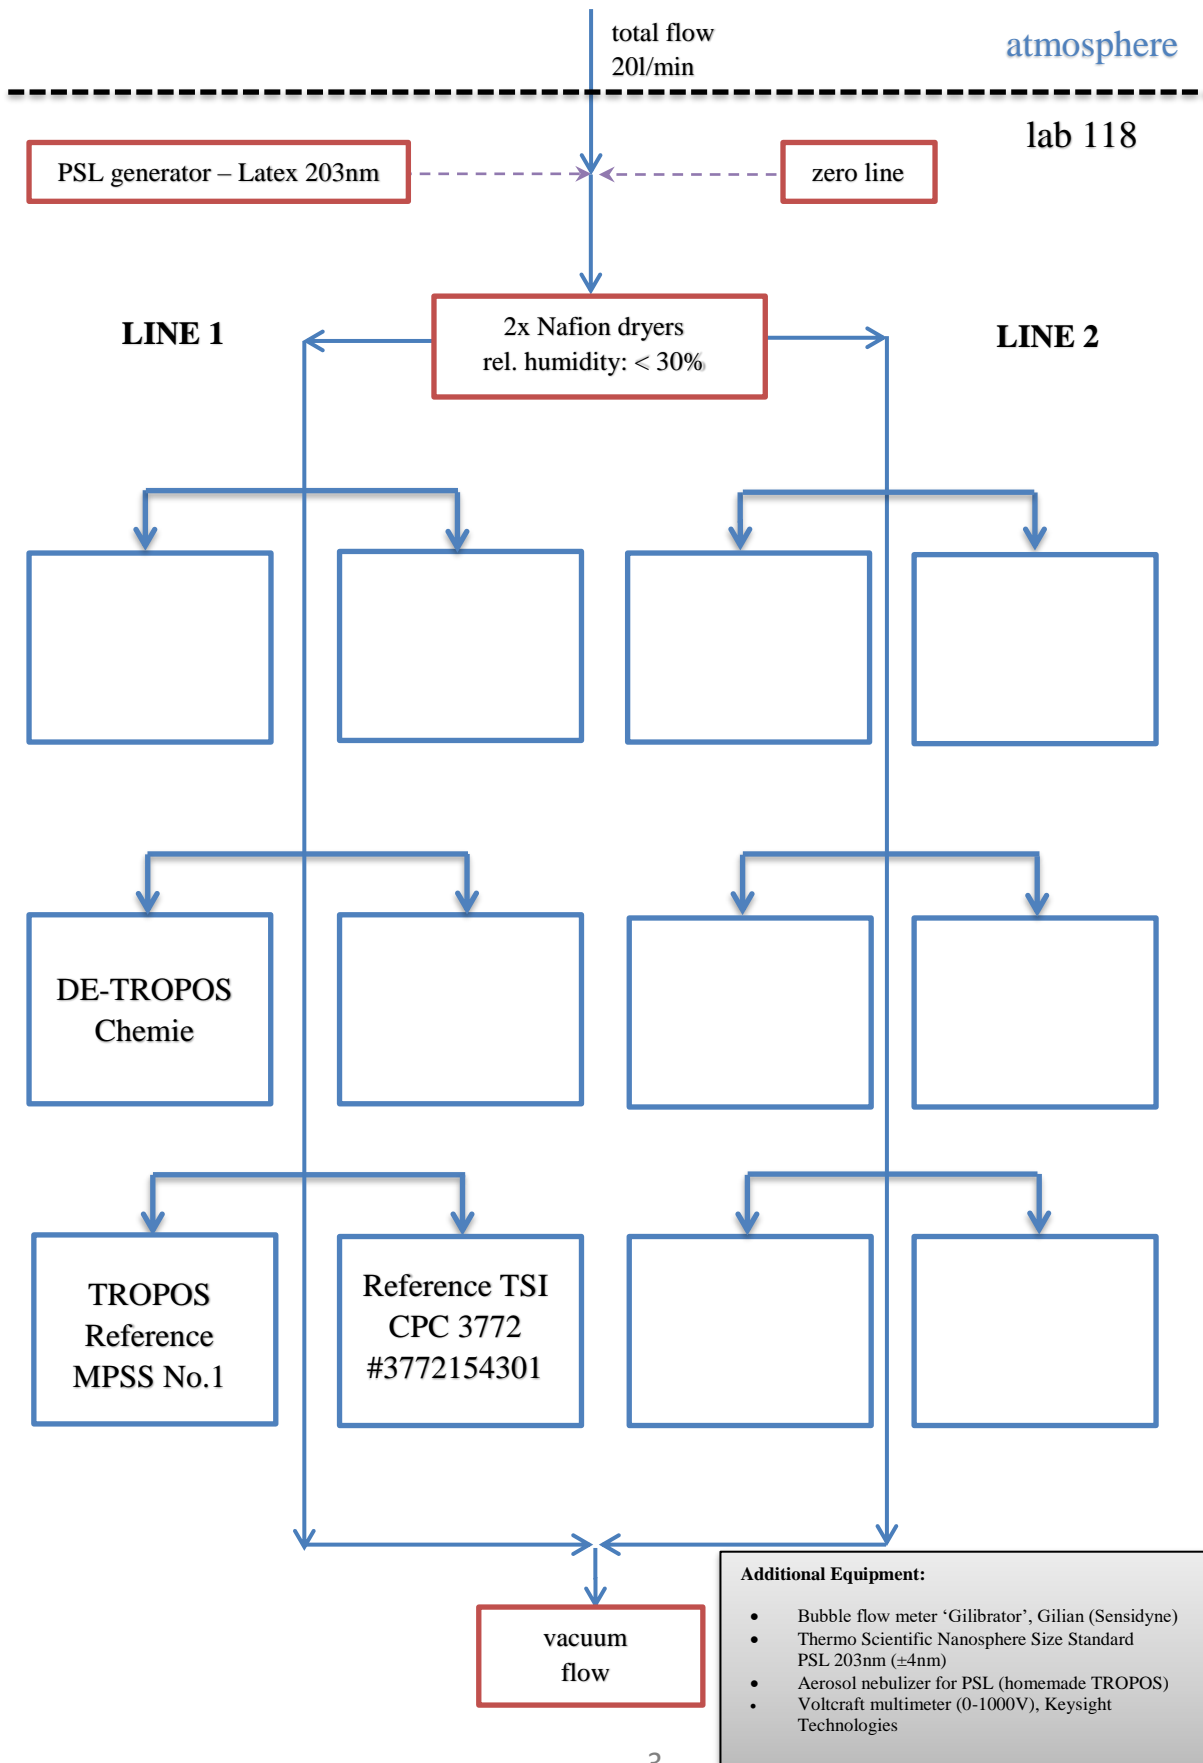 total flow
20l/min
atmosphere
lab 118
PSL generator – Latex 203nm
zero line
LINE 1
2x Nafion dryers
rel. humidity: < 30%
LINE 2
DE-TROPOS
Chemie
TROPOS
Reference
MPSS No.1
Reference TSI
CPC 3772
#3772154301
vacuum
flow
Additional Equipment:
• Bubble flow meter ‘Gilibrator’, Gilian (Sensidyne)
• Thermo Scientific Nanosphere Size Standard
PSL 203nm (±4nm)
• Aerosol nebulizer for PSL (homemade TROPOS)
• Voltcraft multimeter (0-1000V), Keysight
Technologies
3